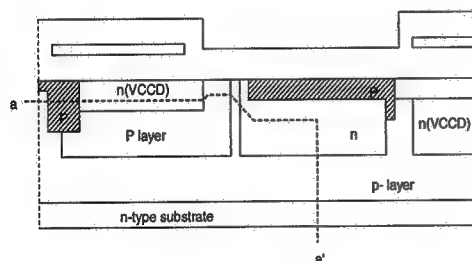 n(VCCD)
a
P
P
P layer
n
n(VCCD)
p- layer
n-type substrate
a'